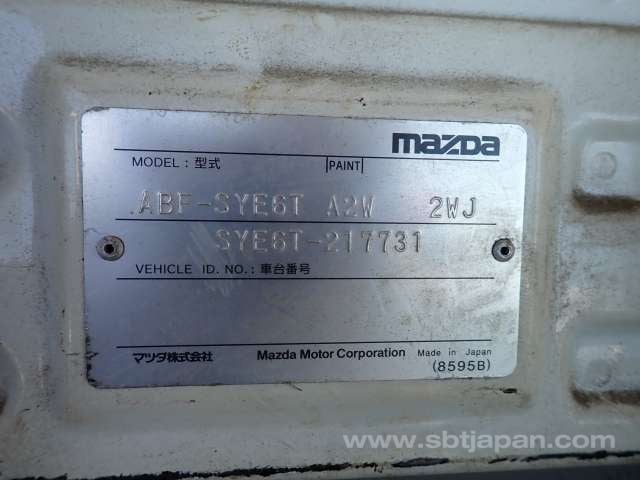 mazda
MODEL : 型式 PAINT
ABF-SYE6T A2W 2WJ
SYE6T-217731
VEHICLE ID. NO. : 車台番号
マツダ株式会社 Mazda Motor Corporation Made in Japan
(8595B)
www.sbtjapan.com